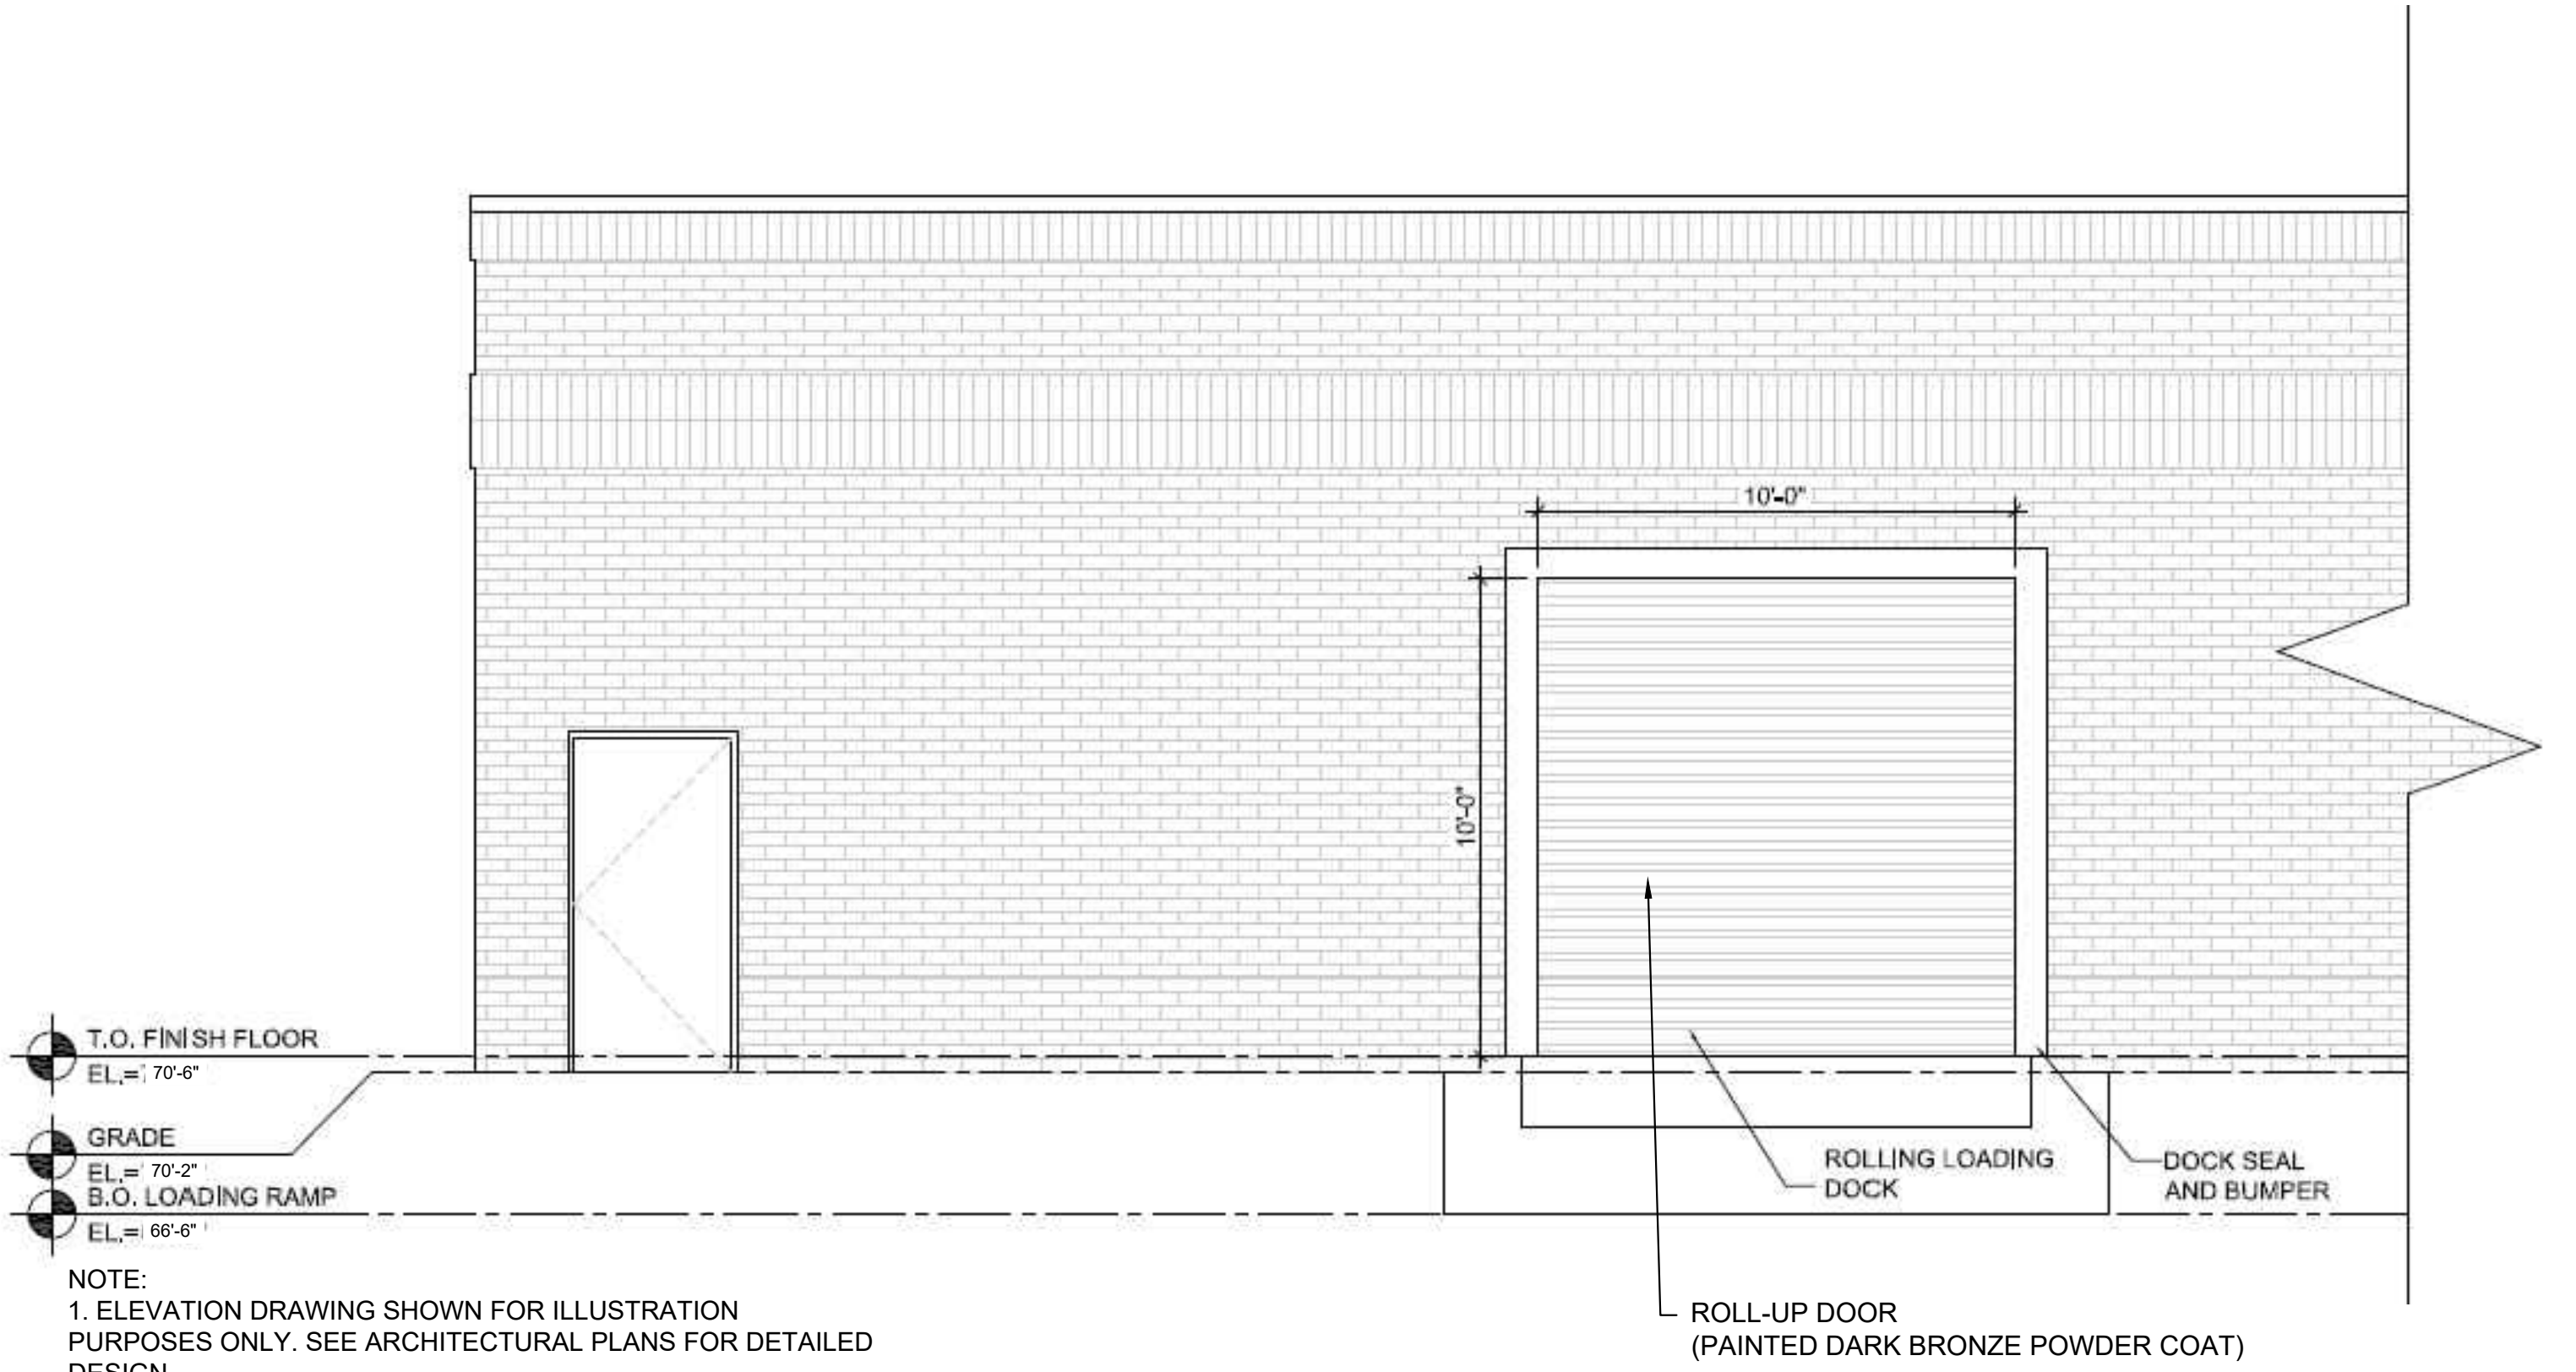 10'-0"
10'-0"
T.O. FINISH FLOOR
EL.= 70'-6"
GRADE
EL.= 70'-2"
B.O. LOADING RAMP
EL.= 66'-6"
ROLLING LOADING
DOCK
DOCK SEAL
AND BUMPER
NOTE:
1. ELEVATION DRAWING SHOWN FOR ILLUSTRATION
PURPOSES ONLY. SEE ARCHITECTURAL PLANS FOR DETAILED
DESIGN
ROLL-UP DOOR
(PAINTED DARK BRONZE POWDER COAT)